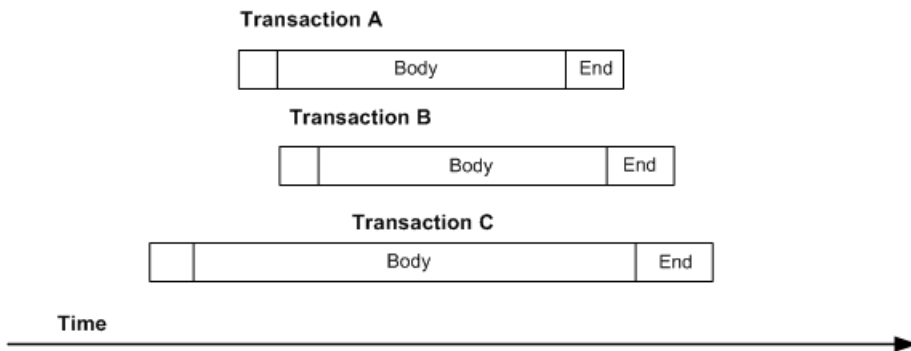 Transaction A
Body End
Transaction B
Body End
Transaction C
Body End
Time